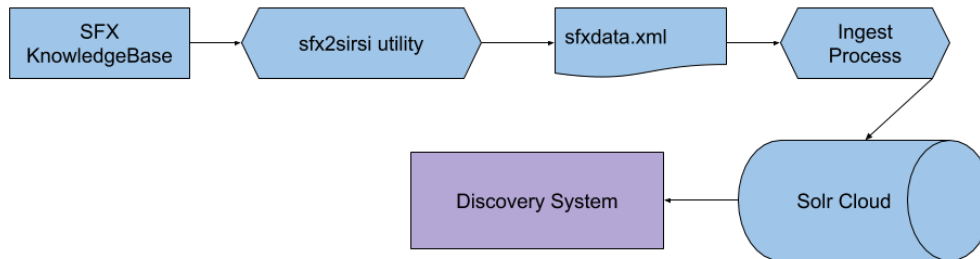 SFX
KnowledgeBase
sfx2sirsi utility
sfxdata.xml
Ingest
Process
Discovery System
Solr Cloud